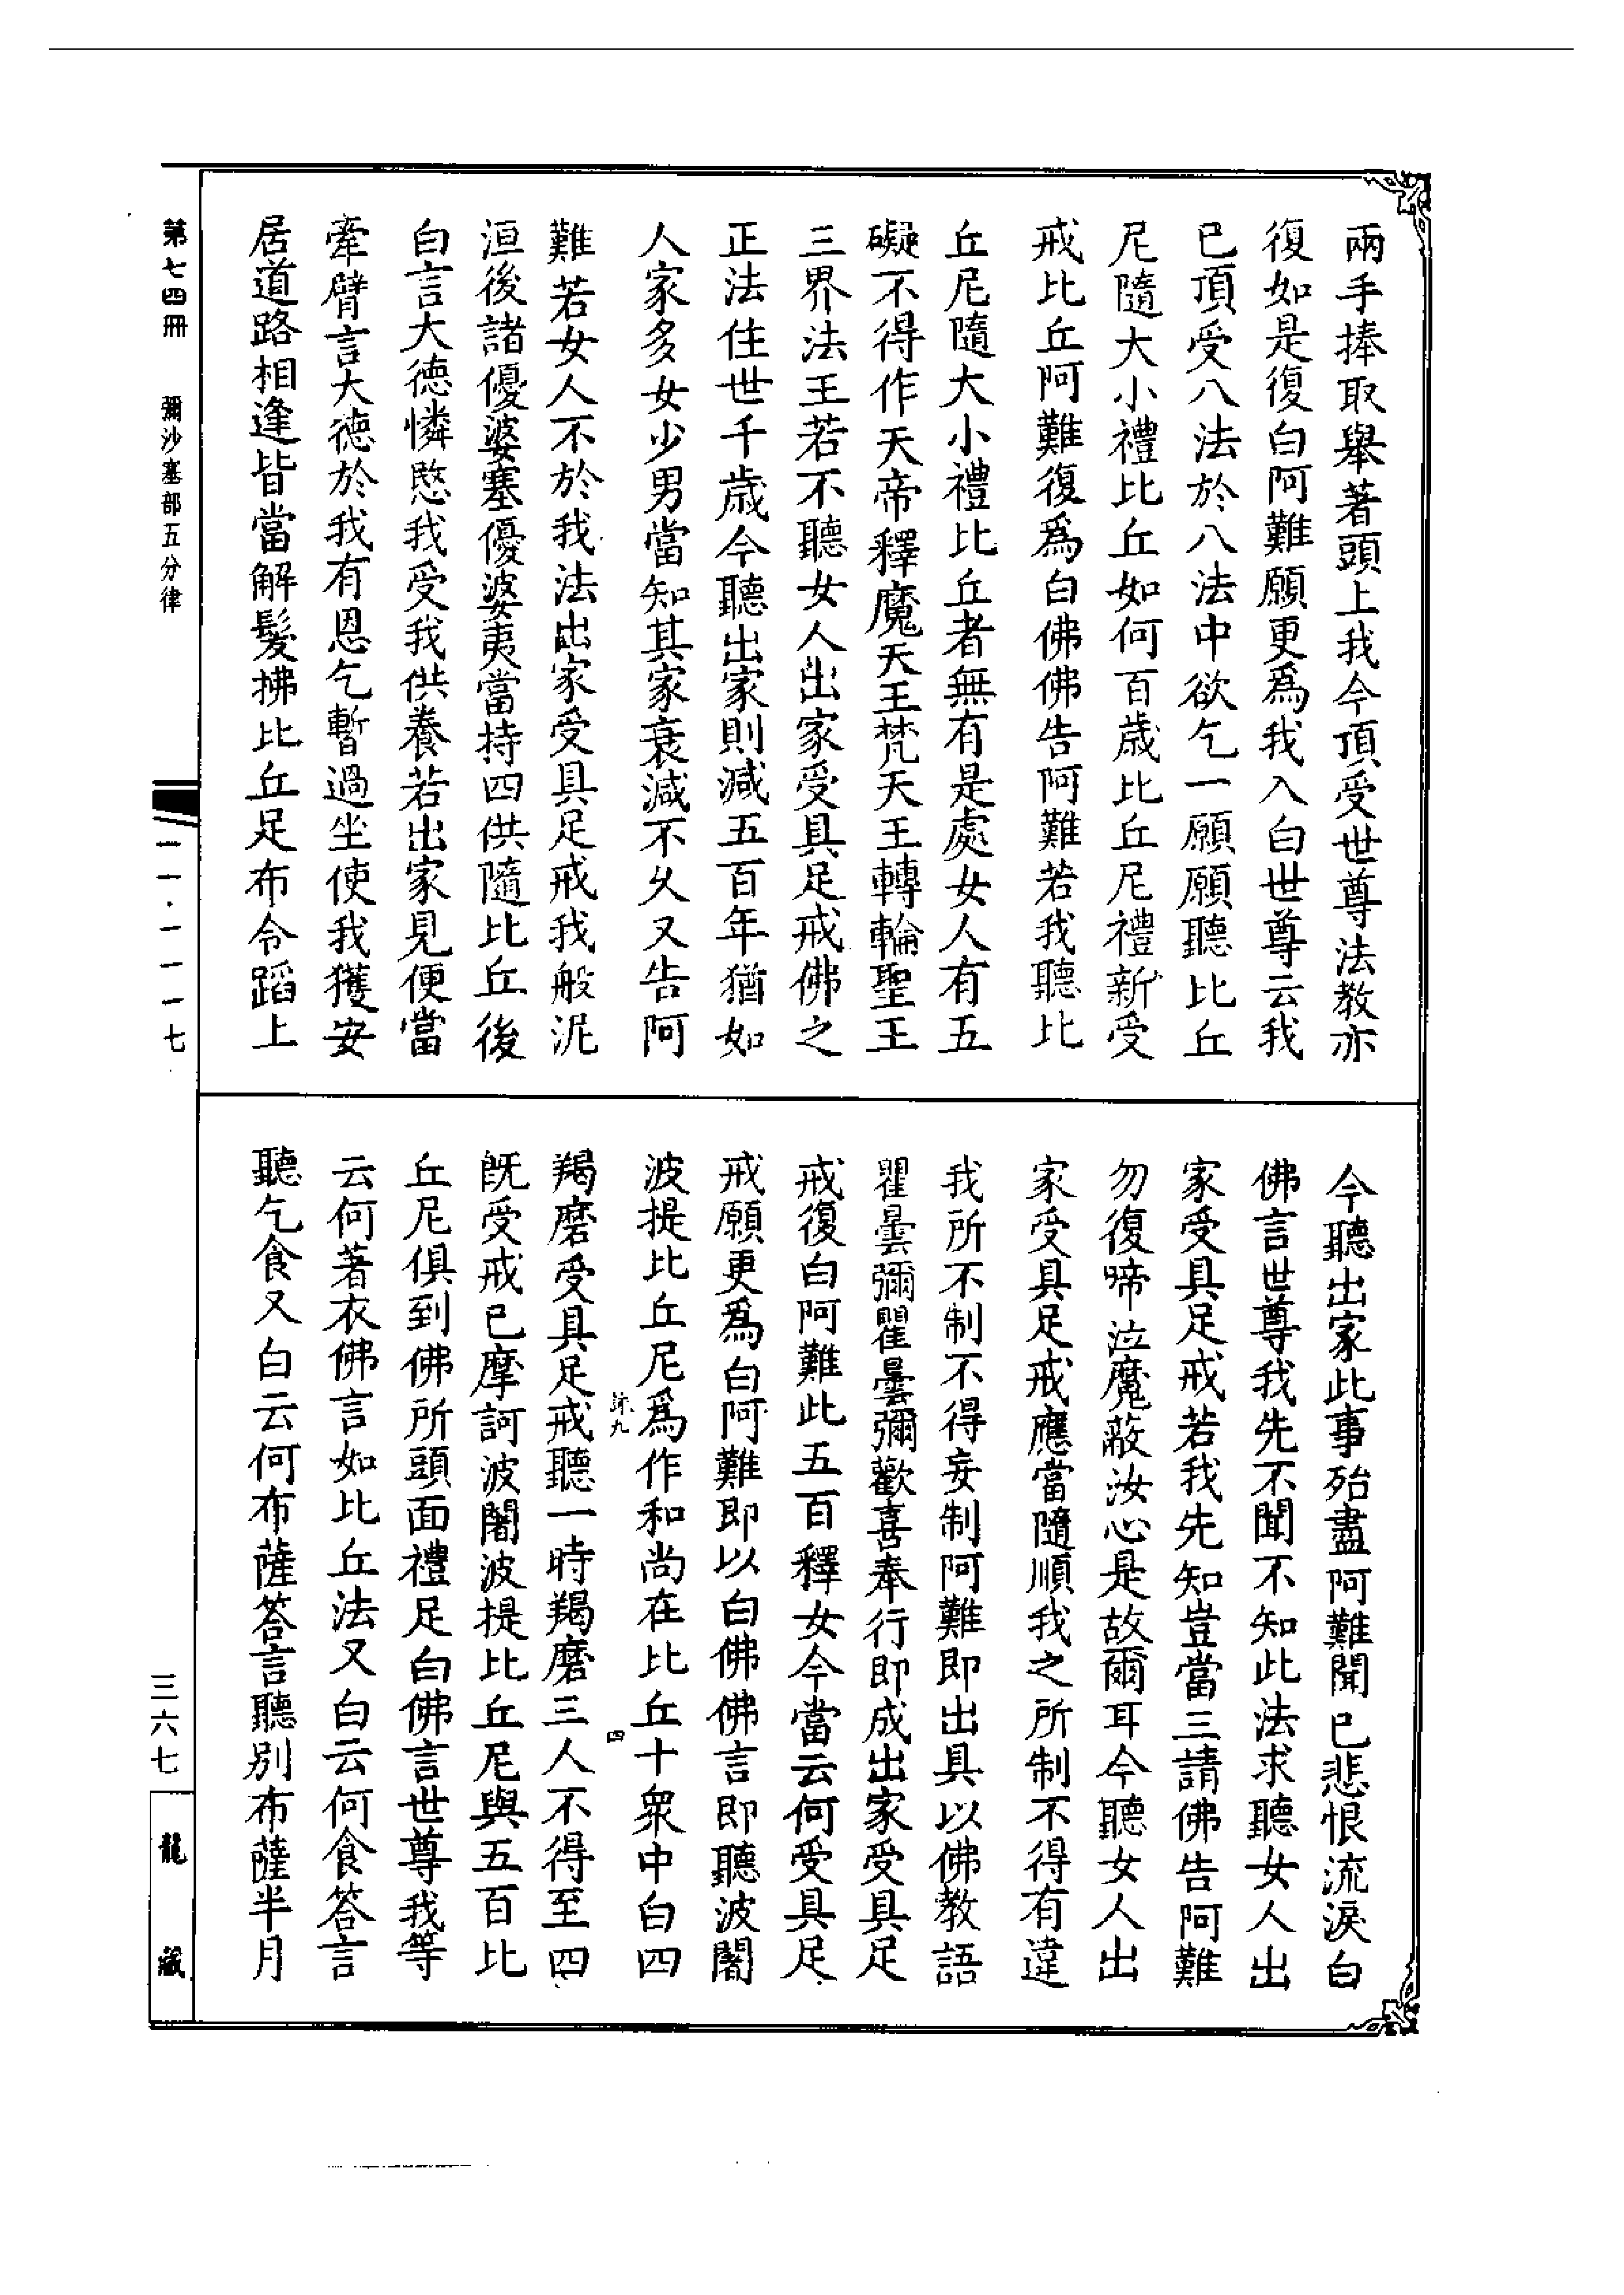 兩手捧取舉著頭上我今頂受世尊法教亦
復如是復白阿難願更為我入白世尊云我
已頂受八法於八法中欲乞一願願聽比丘
尼隨大小禮比丘如何百歲比丘尼禮新受
戒比丘阿難復為白佛佛告阿難若我聽比
丘尼隨大小禮比丘者無有是處女人有五
礙不得作天帝釋魔天王梵天王轉輪聖王
三界法王若不聽女人出家受具足戒佛之
正法住世千歲今聽出家則減五百年猶如
人家多女少男當知其家衰減不久又告阿
難若女人不於我法出家受具足戒我般泥
洹後諸優婆塞優婆夷當持四供隨比丘後
白言大德憐愍我受我供養若出家見便當
牽臂言大德於我有恩乞暫過坐使我獲安
居道路相逢皆當解髮拂比丘足布令蹈上
今聽出家此事殆盡阿難聞已悲恨流淚白
佛言世尊我先不聞不知此法求聽女人出
家受具足戒若我先知豈當三請佛告阿難
勿復啼泣魔蔽汝心是故爾耳今聽女人出
家受具足戒應當隨順我之所制不得有違
我所不制不得妄制阿難即出具以佛教語
瞿曇彌瞿曇彌歡喜奉行即成出家受具足
戒復白阿難此五百釋女今當云何受具足
戒願更為白阿難即以白佛佛言即聽波闍
波提比丘尼為作和尚在比丘十眾中白四
羯磨受具足戒聽一時羯磨三人不得至四
既受戒已摩訶波闍波提比丘尼與五百比
丘尼俱到佛所頭面禮足白佛言世尊我等
云何著衣佛言如比丘法又白云何食答言
聽乞食又白云何布薩答言聽別布薩半月
第七四冊 彌沙塞部五分律
一一·一一一七
三六七
龍藏
四